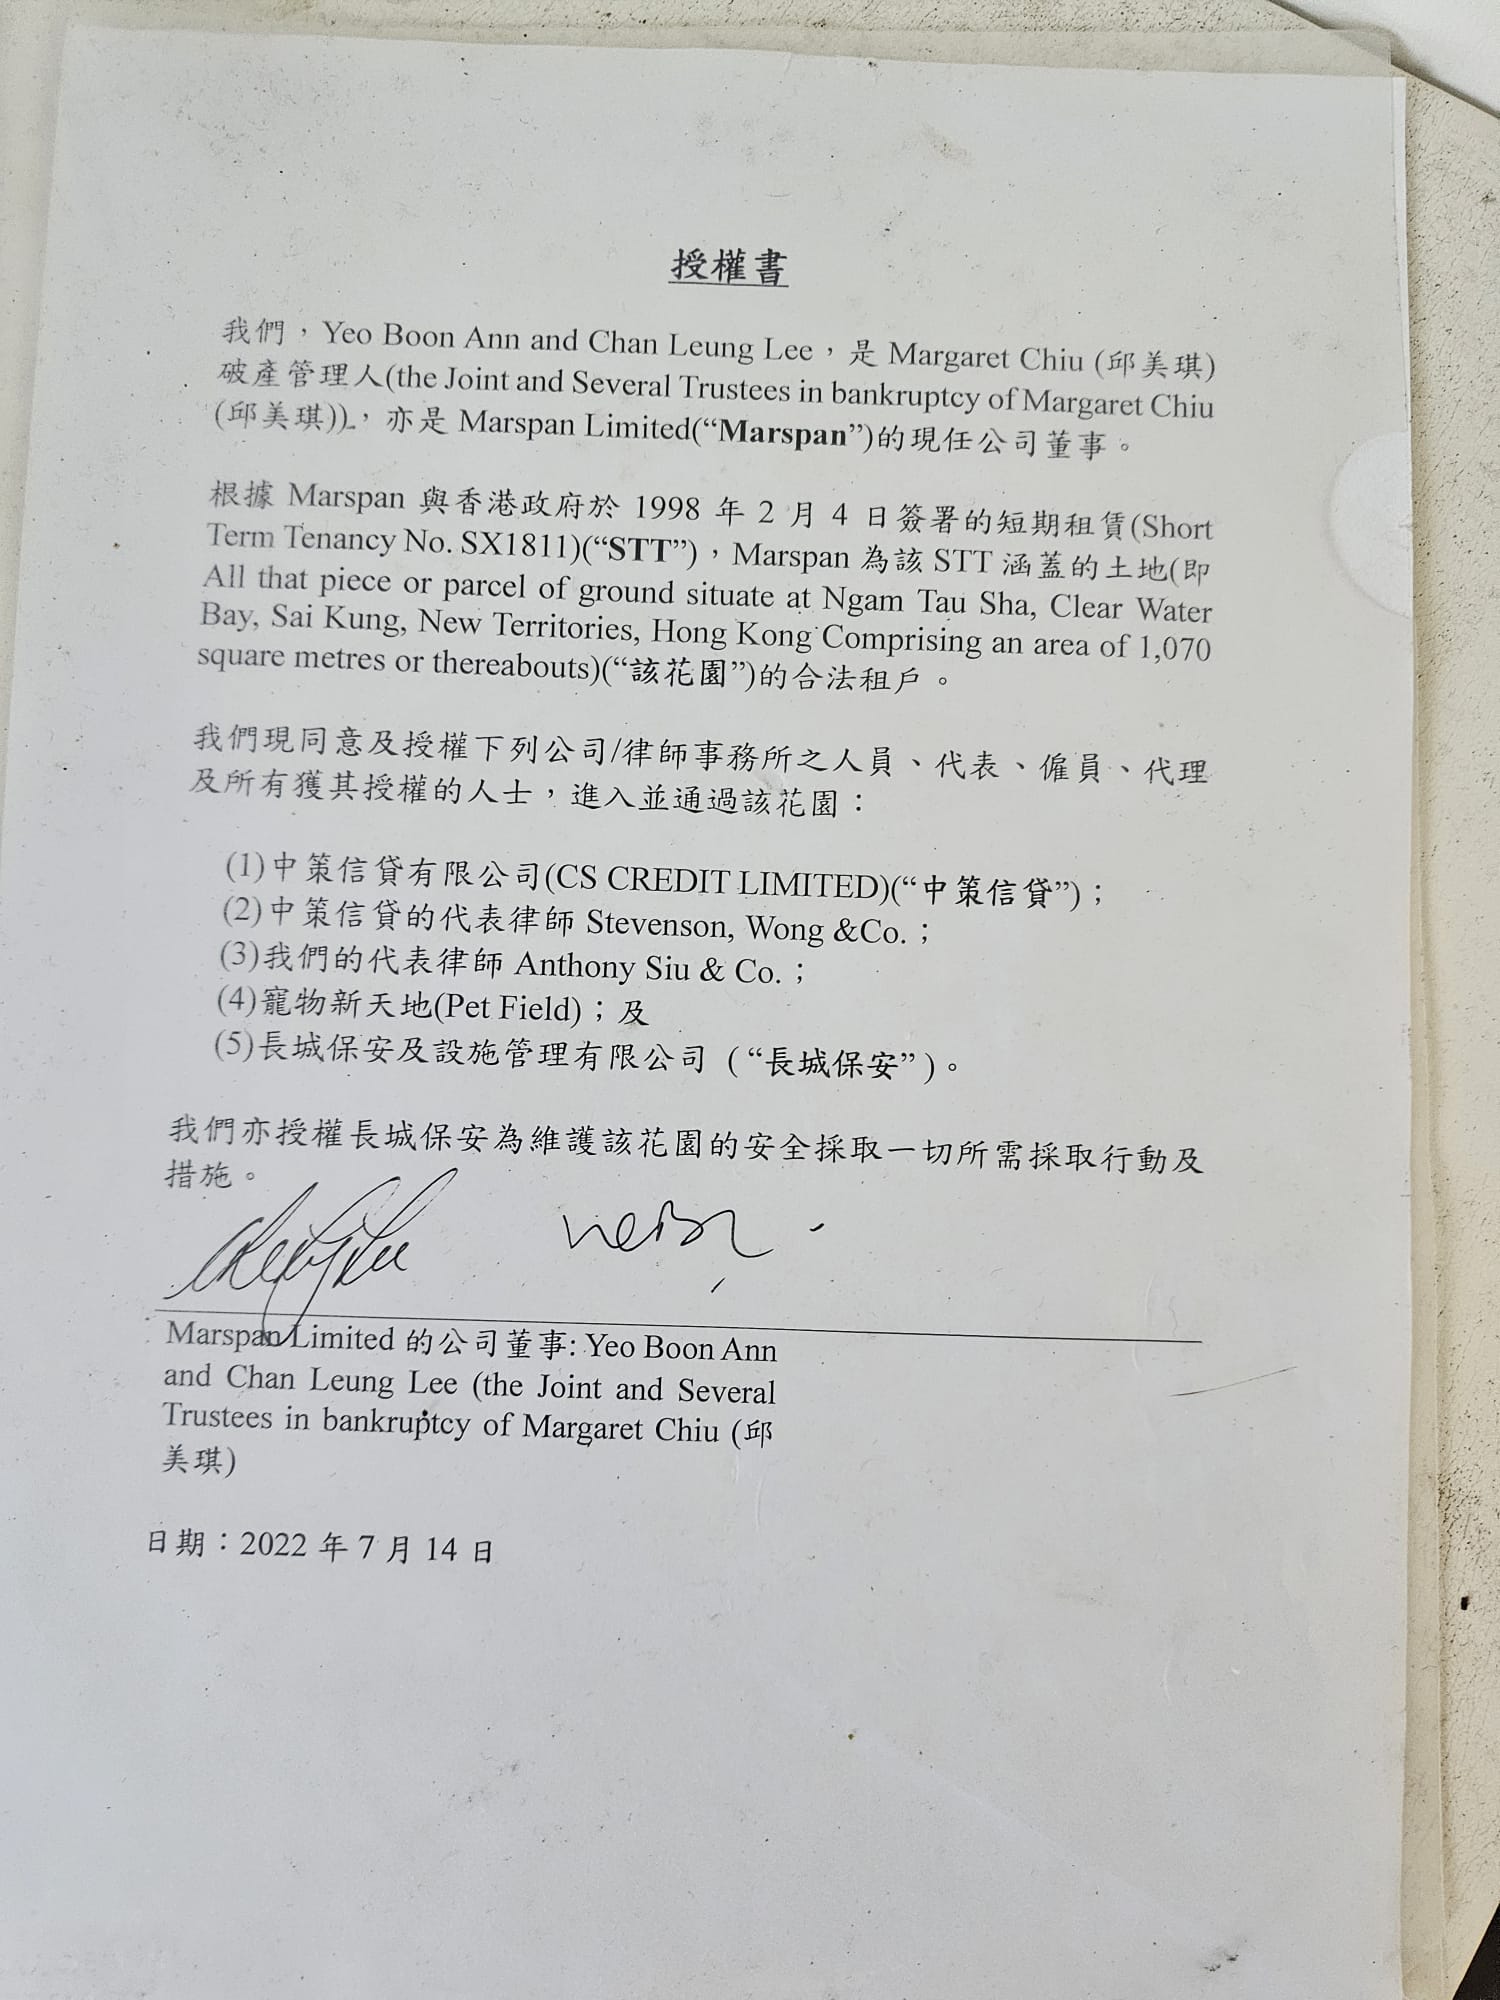 授權書
我們，Yeo Boon Ann and Chan Leung Lee，是 Margaret Chiu (邱美琪)
破產管理人(the Joint and Several Trustees in bankruptcy of Margaret Chiu
(邱美琪))，亦是 Marspan Limited(“Marspan”)的現任公司董事。
根據 Marspan 與香港政府於 1998 年 2 月 4 日簽署的短期租賃(Short
Term Tenancy No. SX1811)(“STT”)，Marspan 為該 STT 涵蓋的土地(即
All that piece or parcel of ground situate at Ngam Tau Sha, Clear Water
Bay, Sai Kung, New Territories, Hong Kong Comprising an area of 1,070
square metres or thereabouts)(“該花園”)的合法租戶。
我們現同意及授權下列公司/律師事務所之人員、代表、僱員、代理
及所有獲其授權的人士，進入並通過該花園：
(1)中策信貸有限公司(CS CREDIT LIMITED)(“中策信貸”)；
(2)中策信貸的代表律師 Stevenson, Wong &Co.；
(3)我們的代表律師 Anthony Siu & Co.；
(4)寵物新天地(Pet Field)；及
(5)長城保安及設施管理有限公司（“長城保安”）。
我們亦授權長城保安為維護該花園的安全採取一切所需採取行動及
措施。
Marspan Limited 的公司董事: Yeo Boon Ann
and Chan Leung Lee (the Joint and Several
Trustees in bankruptcy of Margaret Chiu (邱
美琪)
日期：2022 年 7 月 14 日